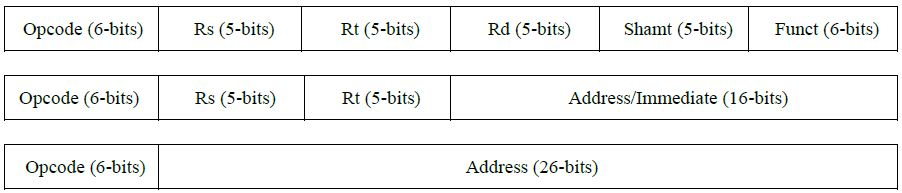 Opcode (6-bits) Rs (5-bits) Rt (5-bits) Rd (5-bits) Shamt (5-bits) Funct (6-bits)
Opcode (6-bits) Rs (5-bits) Rt (5-bits) Address/Immediate (16-bits)
Opcode (6-bits) Address (26-bits)